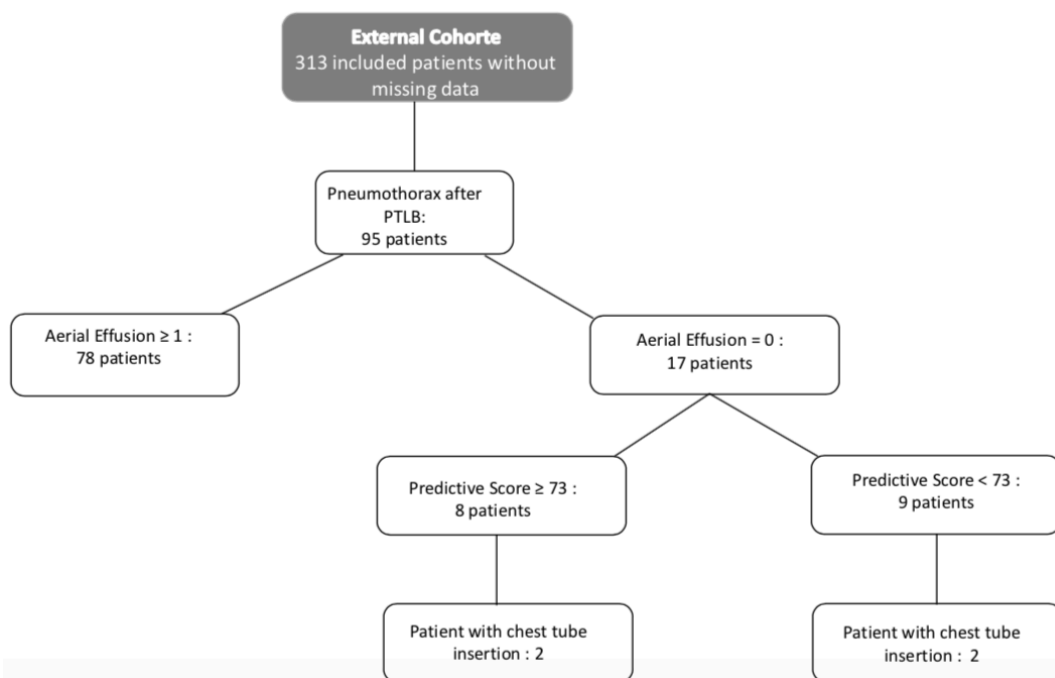 External Cohorte
313 included patients without
missing data
Pneumothorax after
PTLB:
95 patients
Aerial Effusion ≥ 1 :
78 patients
Aerial Effusion = 0 :
17 patients
Predictive Score ≥ 73 :
8 patients
Predictive Score < 73 :
9 patients
Patient with chest tube
insertion : 2
Patient with chest tube
insertion :  2